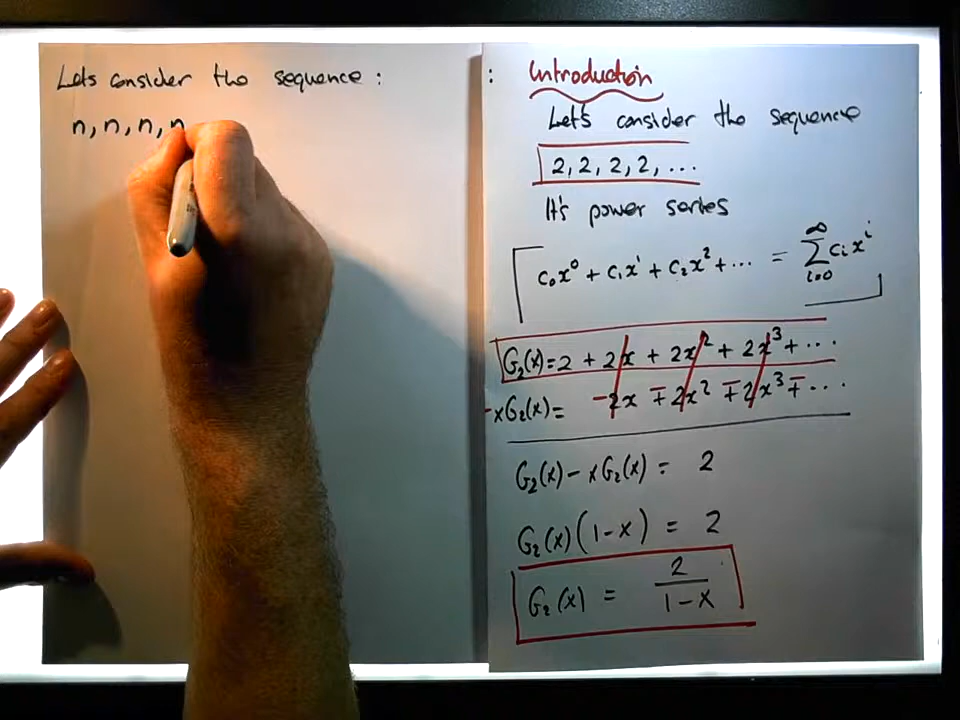 Lets consider the sequence :
n, n, n, n
: Introduction
Let's consider the sequence
2, 2, 2, 2, ...
It's power series
c₀x⁰ + c₁x¹ + c₂x² + ... = ∑_{i=0}^{∞} cᵢxⁱ
G₂(x) = 2 + 2x + 2x² + 2x³ + ...
-xG₂(x) = -2x ∓ 2x² ∓ 2x³ ∓ ...
G₂(x) - xG₂(x) = 2
G₂(x)(1-x) = 2
G₂(x) = 2/(1-x)